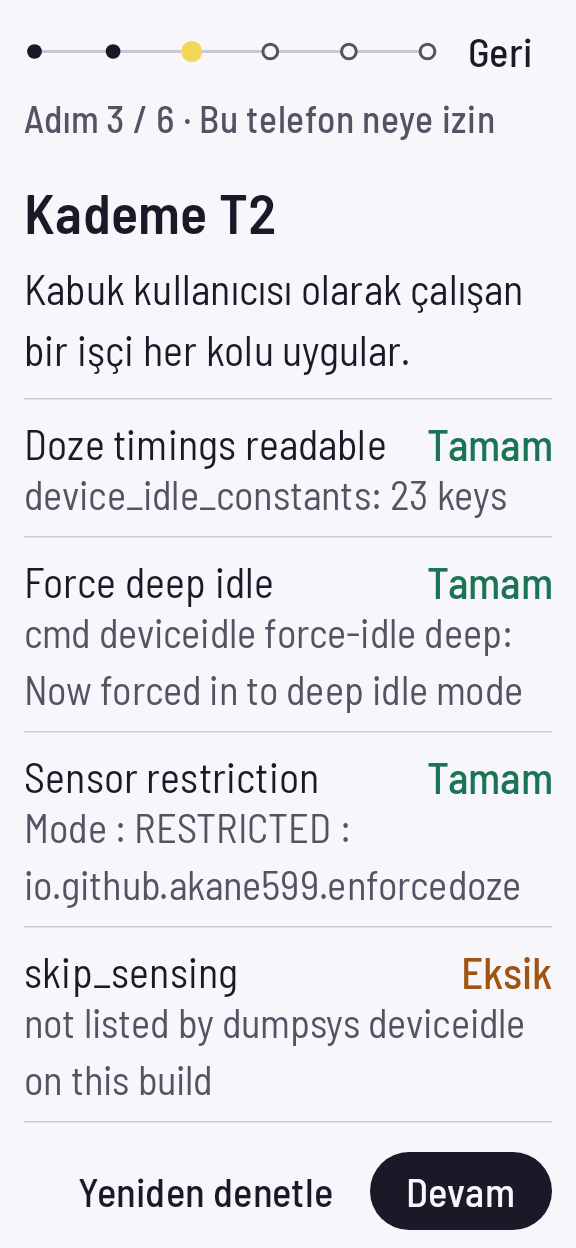 Geri
Adım 3 / 6 · Bu telefon neye izin
Kademe T2
Kabuk kullanıcısı olarak çalışan
bir işçi her kolu uygular.
Doze timings readable Tamam
device_idle_constants: 23 keys
Force deep idle Tamam
cmd deviceidle force-idle deep:
Now forced in to deep idle mode
Sensor restriction Tamam
Mode : RESTRICTED :
io.github.akane599.enforcedoze
skip_sensing Eksik
not listed by dumpsys deviceidle
on this build
Yeniden denetle Devam